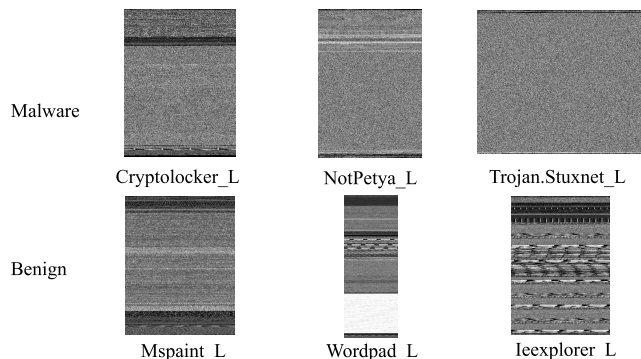 Malware
Cryptolocker_L
NotPetya_L
Trojan.Stuxnet_L
Benign
Mspaint_L
Wordpad_L
Ieexplorer_L